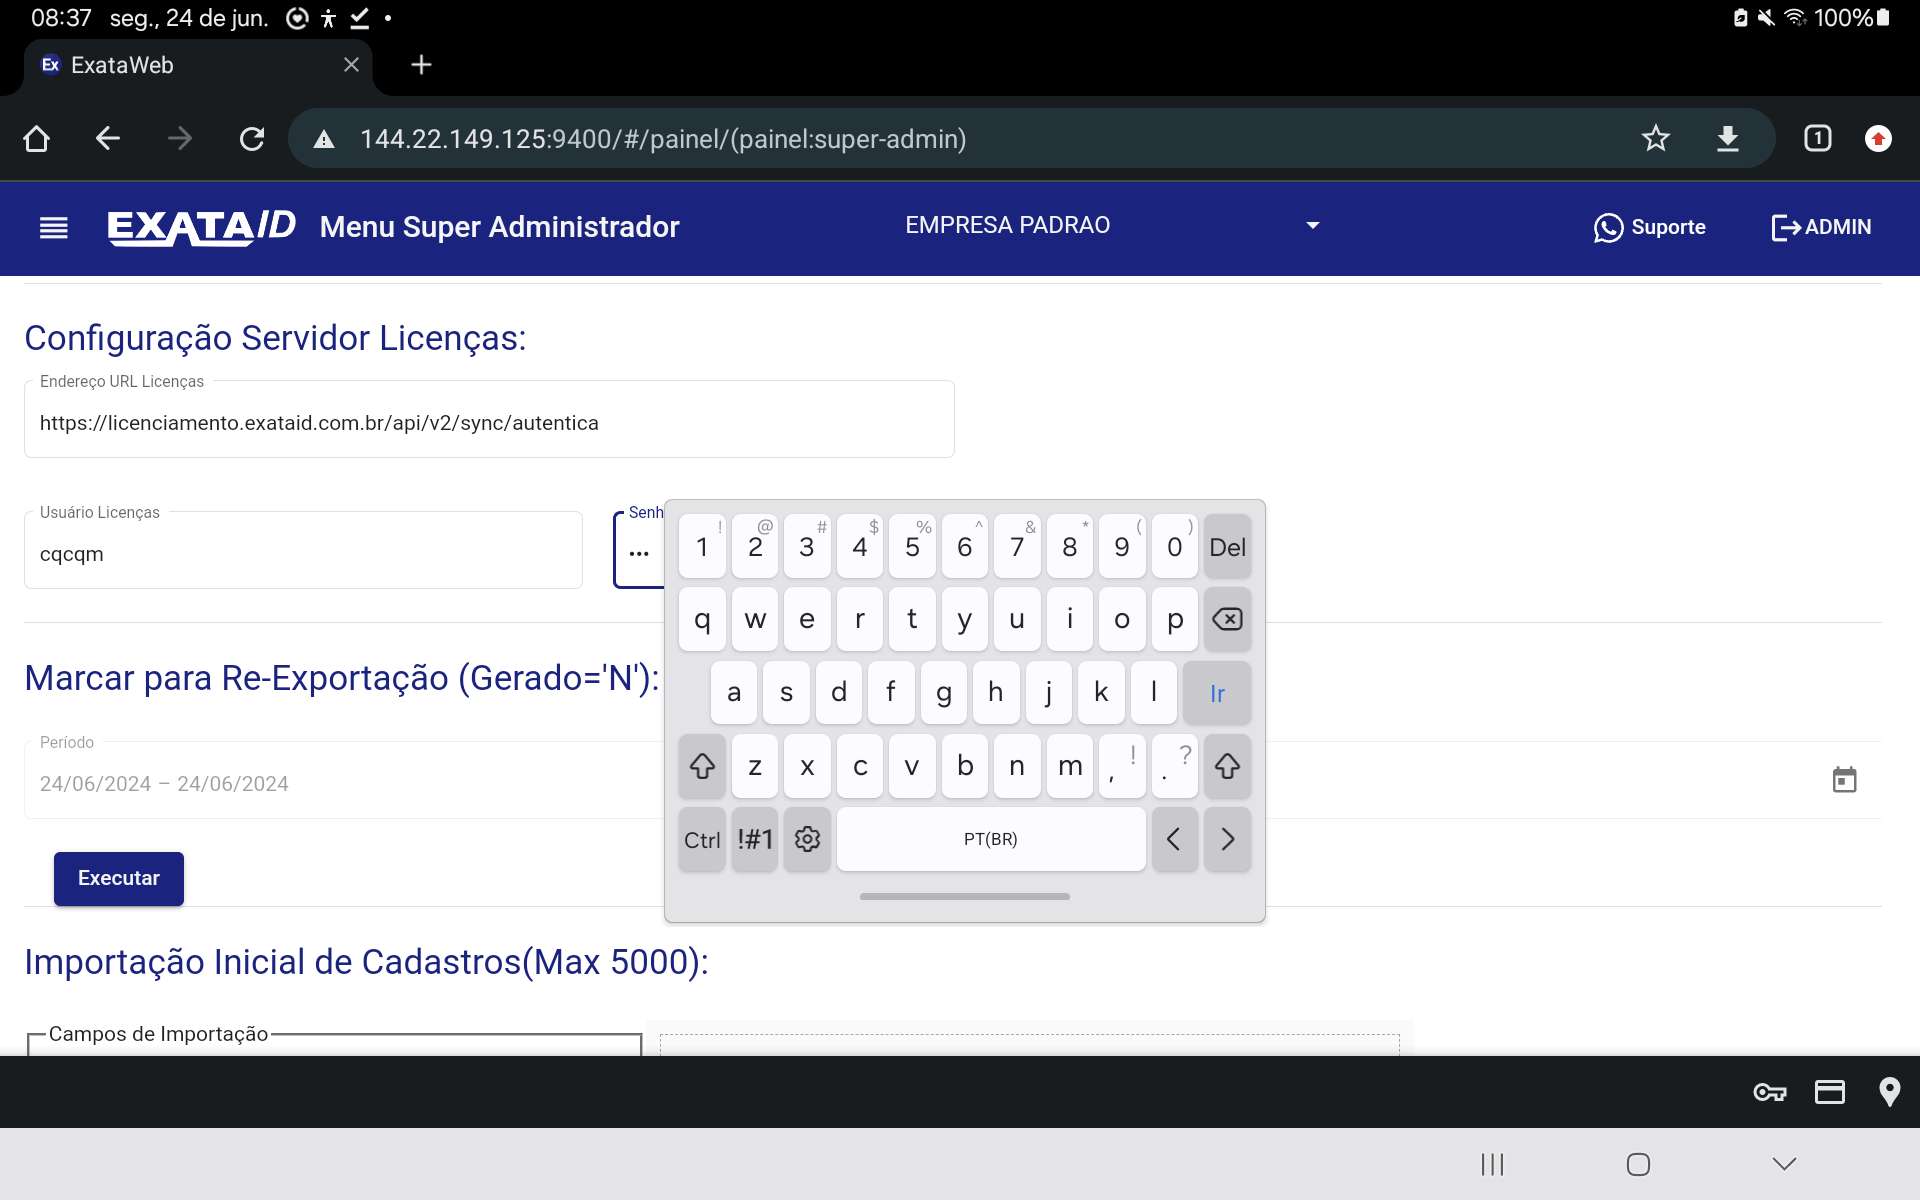 08:37 seg., 24 de jun. 100%
Ex ExataWeb
144.22.149.125:9400/#/painel/(painel:super-admin) 1
EXATA/ID Menu Super Administrador EMPRESA PADRAO Suporte ADMIN
Configuração Servidor Licenças:
Endereço URL Licenças
https://licenciamento.exataid.com.br/api/v2/sync/autentica
Usuário Licenças
cqcqm
Senh
•••
! @ # $ % ^ & * ( )
1 2 3 4 5 6 7 8 9 0 Del
q w e r t y u i o p
a s d f g h j k l Ir
z x c v b n m , ! . ?
Ctrl !#1 PT(BR) < >
Marcar para Re-Exportação (Gerado='N'):
Período
24/06/2024 – 24/06/2024
Executar
Importação Inicial de Cadastros(Max 5000):
Campos de Importação